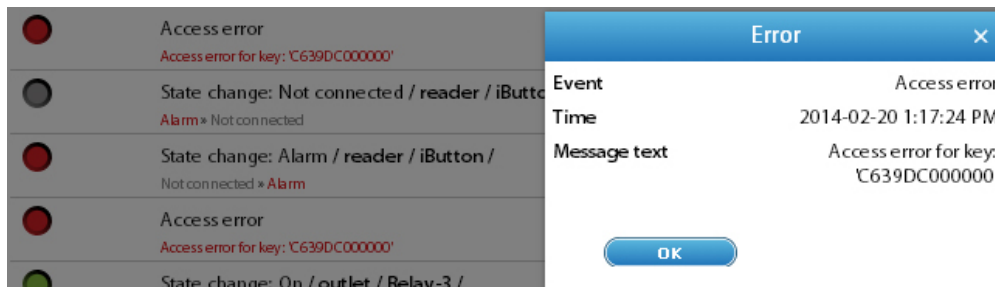 Access error
Access error for key: 'C639DC000000'
State change: Not connected / reader / iButto
Alarm » Not connected
State change: Alarm / reader / iButton /
Not connected » Alarm
Access error
Access error for key: 'C639DC000000'
State change: On / outlet / Relay-3 /
Error ×
Event Access error
Time 2014-02-20 1:17:24 PM
Message text Access error for key:
'C639DC000000
OK